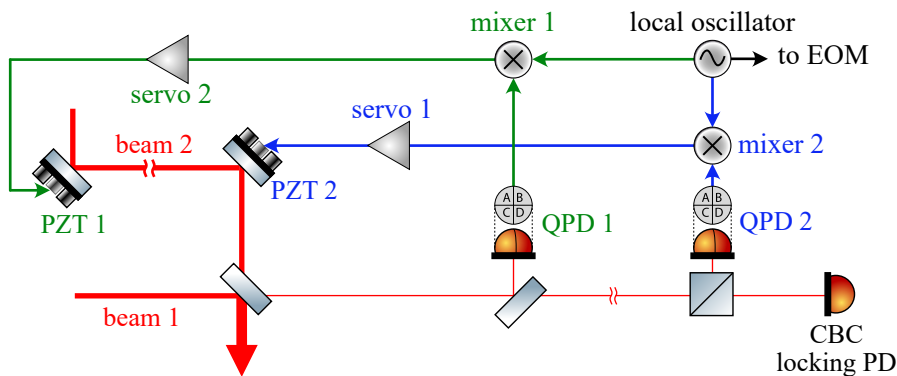 mixer 1
local oscillator
to EOM
servo 2
servo 1
beam 2
mixer 2
PZT 2
PZT 1
A B
C D
QPD 1
A B
C D
QPD 2
beam 1
CBC
locking PD